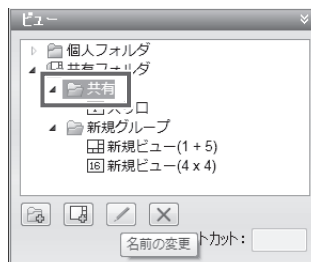 ビュー
個人フォルダ
共有フォルダ
共有
新規グループ
新規ビュー(1 + 5)
16 新規ビュー(4 x 4)
トカット：
名前の変更